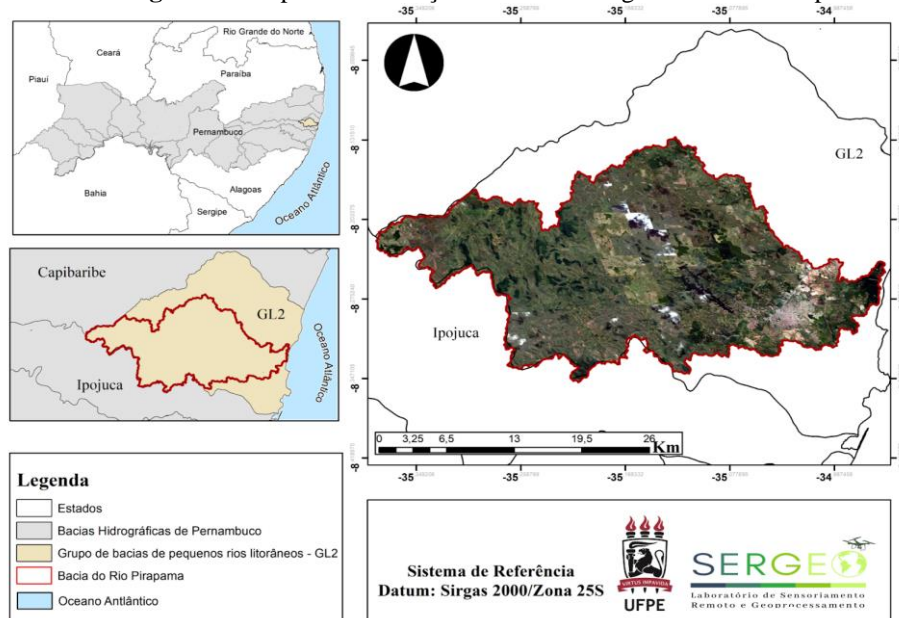 Rio Grande do Norte
Ceará
Piauí
Paraíba
Pernambuco
Bahia
Alagoas
Sergipe
Oceano Atlântico
Capibaribe
GL2
Ipojuca
Oceano Atlântico
GL2
Ipojuca
0 3,25 6,5 13 19,5 26
Km
-35 -35 -35 -35 -34
-35 -35 -35 -35 -34
-8
-8
-8
-8
-8
-8
Legenda
Estados
Bacias Hidrográficas de Pernambuco
Grupo de bacias de pequenos rios litorâneos - GL2
Bacia do Rio Pirapama
Oceano Antlântico
Sistema de Referência
Datum: Sirgas 2000/Zona 25S
VIRTUS IMPAVIDA
UFPE
SERGEO
Laboratório de Sensoriamento
Remoto e Geoprocessamento